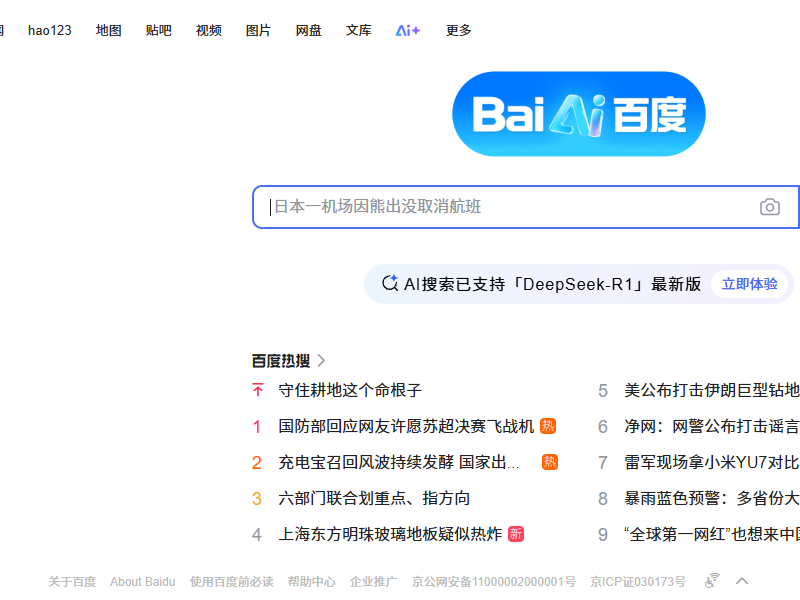 hao123 地图 贴吧 视频 图片 网盘 文库 Ai+ 更多
Bai Ai 百度
日本一机场因熊出没取消航班
AI搜索已支持「DeepSeek-R1」最新版 立即体验
百度热搜
守住耕地这个命根子
1 国防部回应网友许愿苏超决赛飞战机 热
2 充电宝召回风波持续发酵 国家出... 热
3 六部门联合划重点、指方向
4 上海东方明珠玻璃地板疑似热炸 新
5 美公布打击伊朗巨型钻地
6 净网：网警公布打击谣言
7 雷军现场拿小米YU7对比
8 暴雨蓝色预警：多省份大
9 “全球第一网红”也想来中国
关于百度 About Baidu 使用百度前必读 帮助中心 企业推广 京公网安备11000002000001号 京ICP证030173号